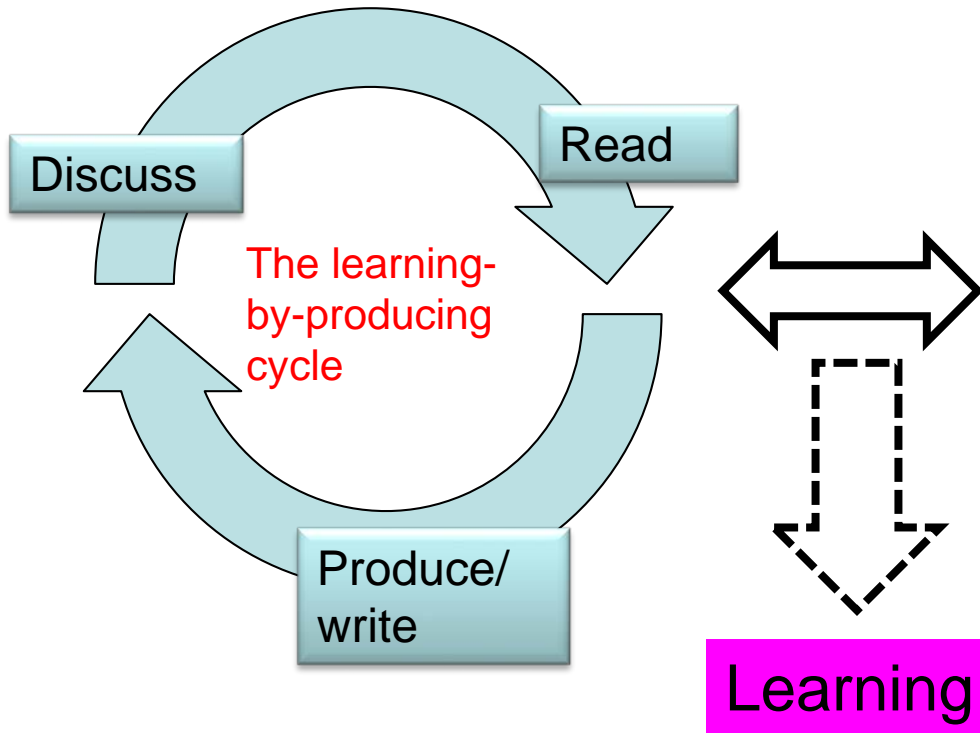 Discuss
Read
The learning-
by-producing
cycle
Produce/
write
Learning